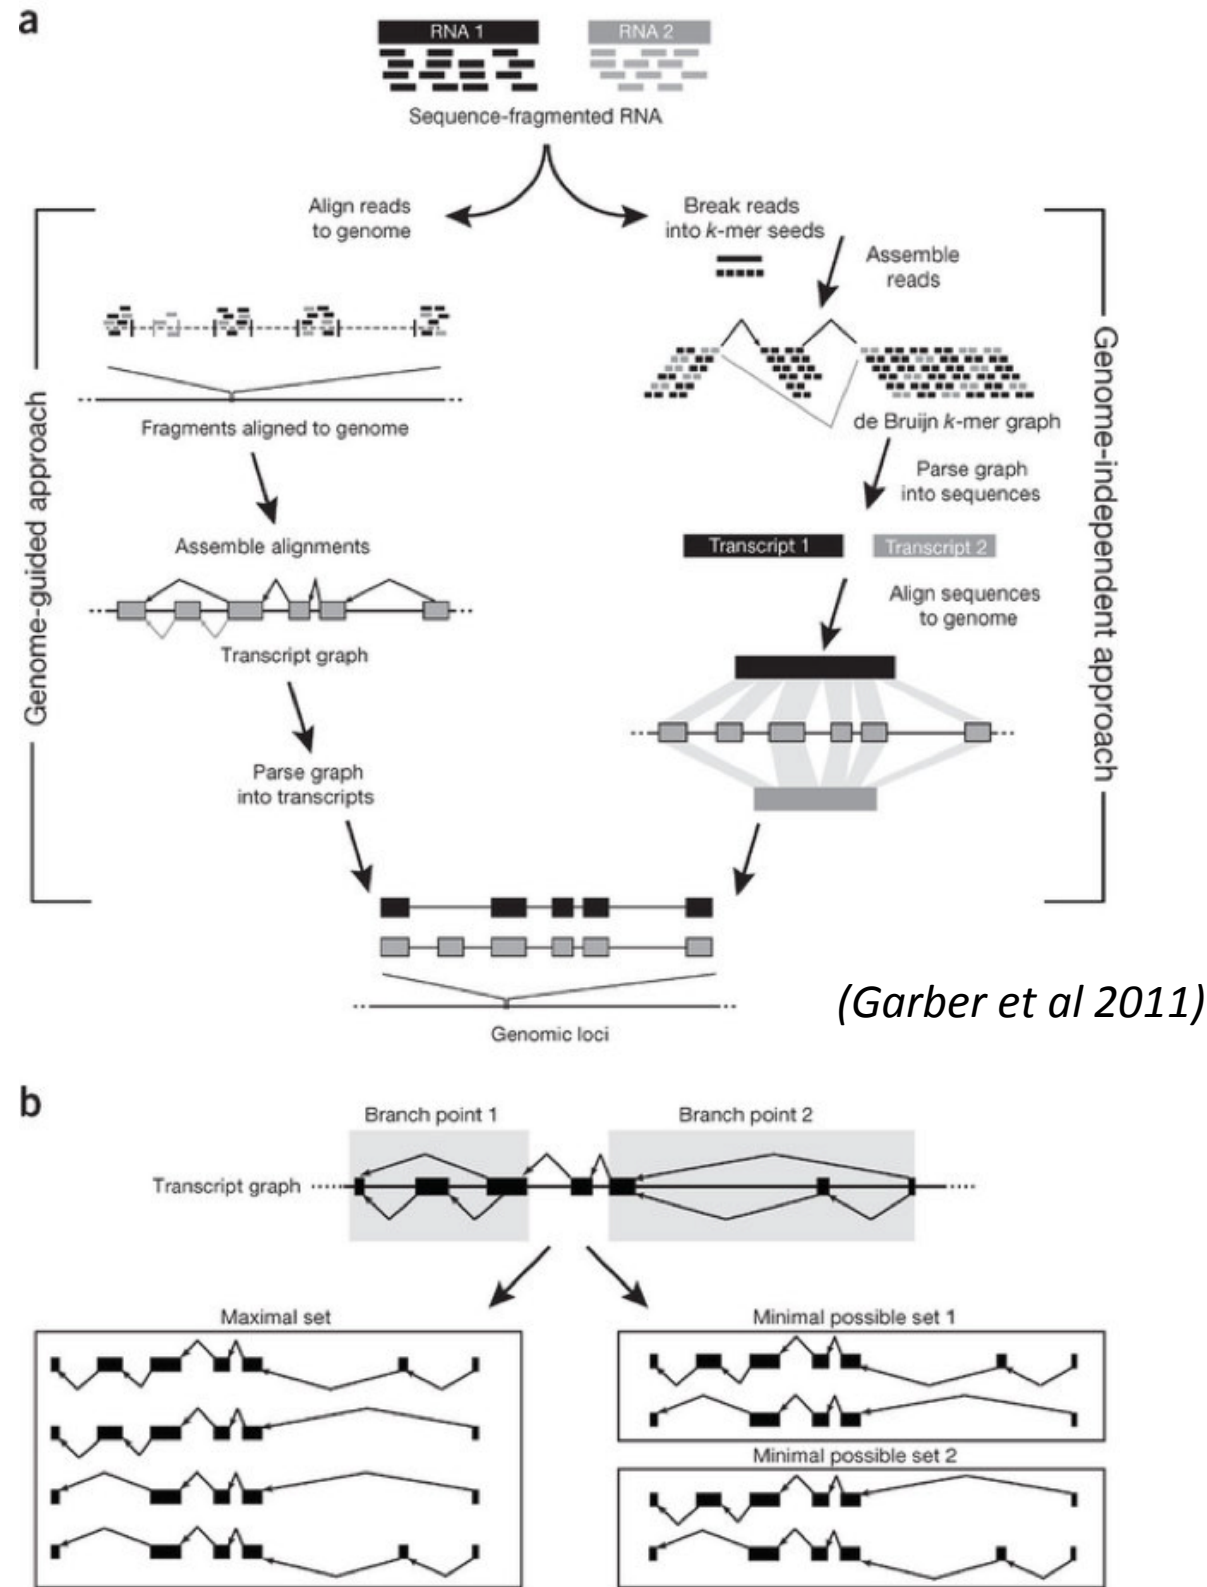 a
RNA 1
RNA 2
Sequence-fragmented RNA
Align reads
to genome
Break reads
into k-mer seeds
Assemble
reads
Genome-guided approach
Genome-independent approach
Fragments aligned to genome
de Bruijn k-mer graph
Parse graph
into sequences
Assemble alignments
Transcript 1
Transcript 2
Align sequences
to genome
Transcript graph
Parse graph
into transcripts
(Garber et al 2011)
Genomic loci
b
Branch point 1
Branch point 2
Transcript graph
Maximal set
Minimal possible set 1
Minimal possible set 2